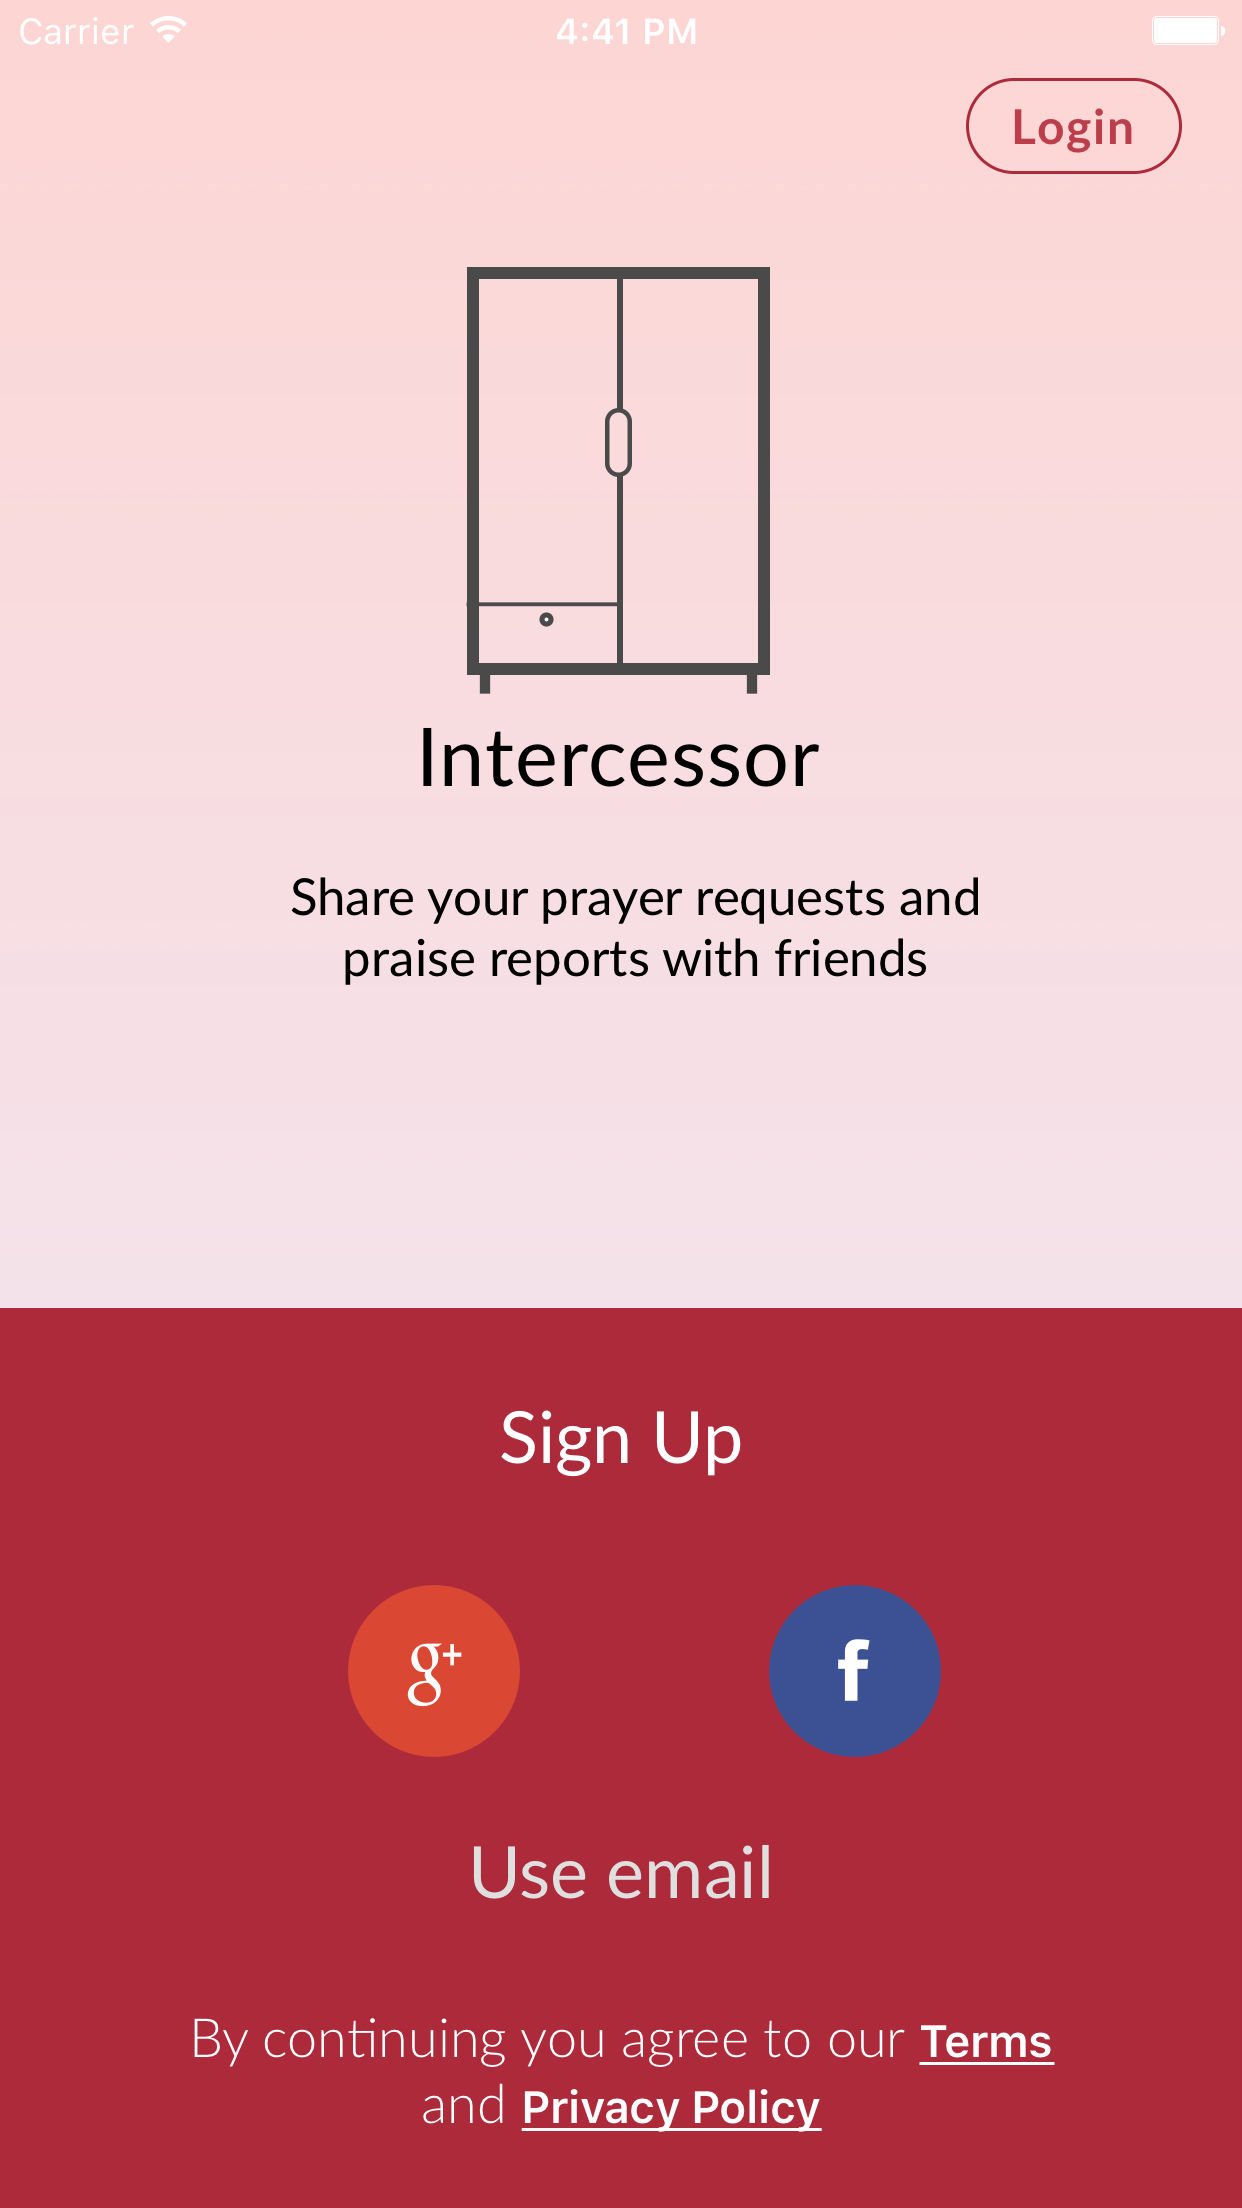 Carrier 4:41 PM
Login
Intercessor
Share your prayer requests and
praise reports with friends
Sign Up
g+ f
Use email
By continuing you agree to our Terms
and Privacy Policy